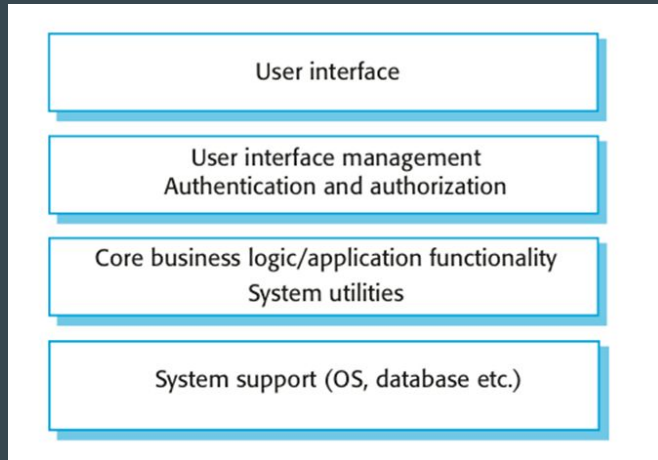 User interface
User interface management
Authentication and authorization
Core business logic/application functionality
System utilities
System support (OS, database etc.)